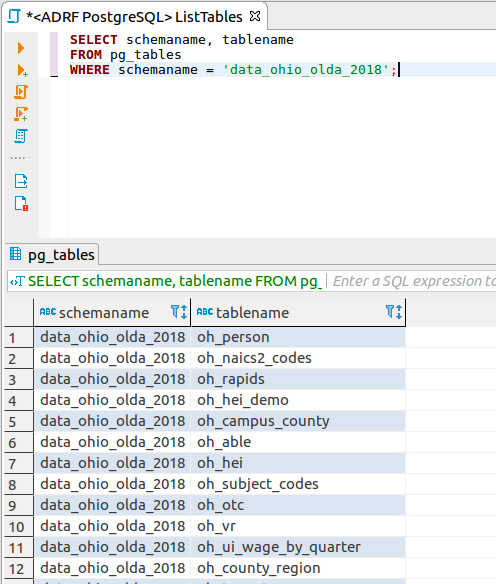 *<ADRF PostgreSQL> ListTables
SELECT schemaname, tablename
FROM pg_tables
WHERE schemaname = 'data_ohio_olda_2018';
pg_tables
SELECT schemaname, tablename FROM pg_ Enter a SQL expression to
ABC schemaname ABC tablename
1 data_ohio_olda_2018 oh_person
2 data_ohio_olda_2018 oh_naics2_codes
3 data_ohio_olda_2018 oh_rapids
4 data_ohio_olda_2018 oh_hei_demo
5 data_ohio_olda_2018 oh_campus_county
6 data_ohio_olda_2018 oh_able
7 data_ohio_olda_2018 oh_hei
8 data_ohio_olda_2018 oh_subject_codes
9 data_ohio_olda_2018 oh_otc
10 data_ohio_olda_2018 oh_vr
11 data_ohio_olda_2018 oh_ui_wage_by_quarter
12 data_ohio_olda_2018 oh_county_region